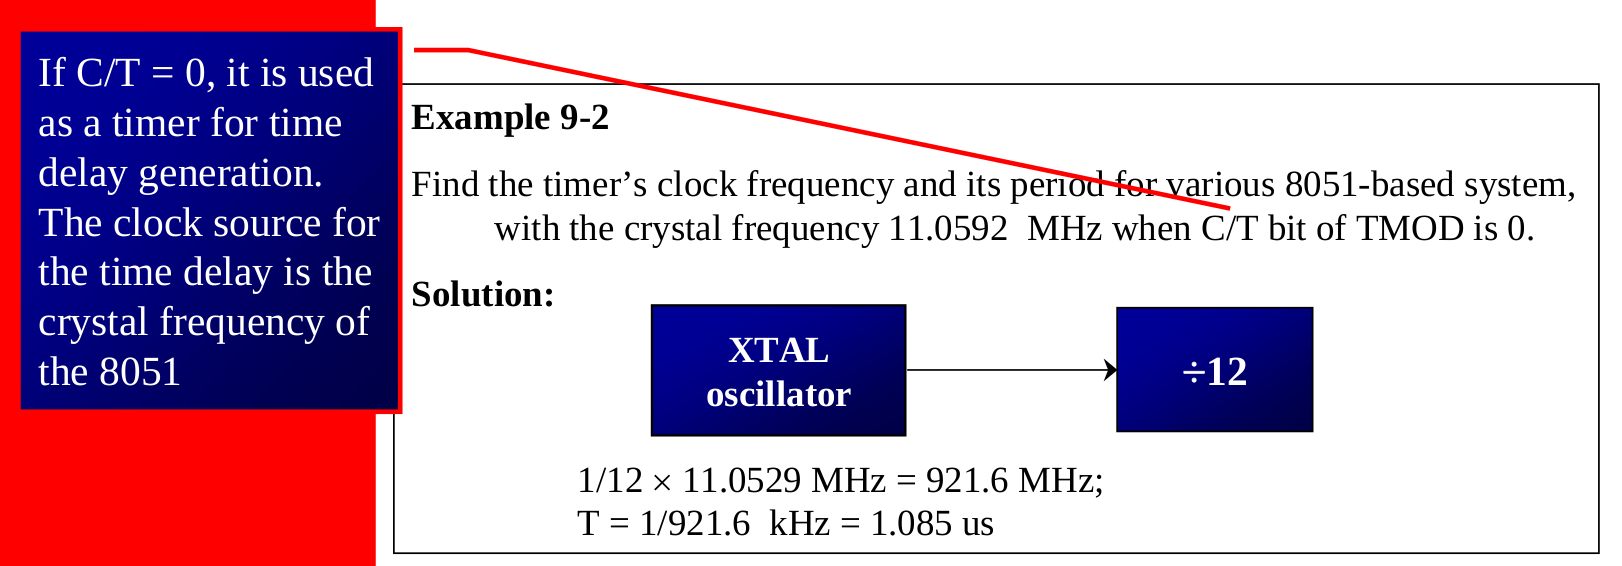 If C/T = 0, it is used
as a timer for time
delay generation.
The clock source for
the time delay is the
crystal frequency of
the 8051
Example 9-2
Find the timer’s clock frequency and its period for various 8051-based system,
with the crystal frequency 11.0592 MHz when C/T bit of TMOD is 0.
Solution:
XTAL
oscillator
÷12
1/12 × 11.0529 MHz = 921.6 MHz;
T = 1/921.6 kHz = 1.085 us